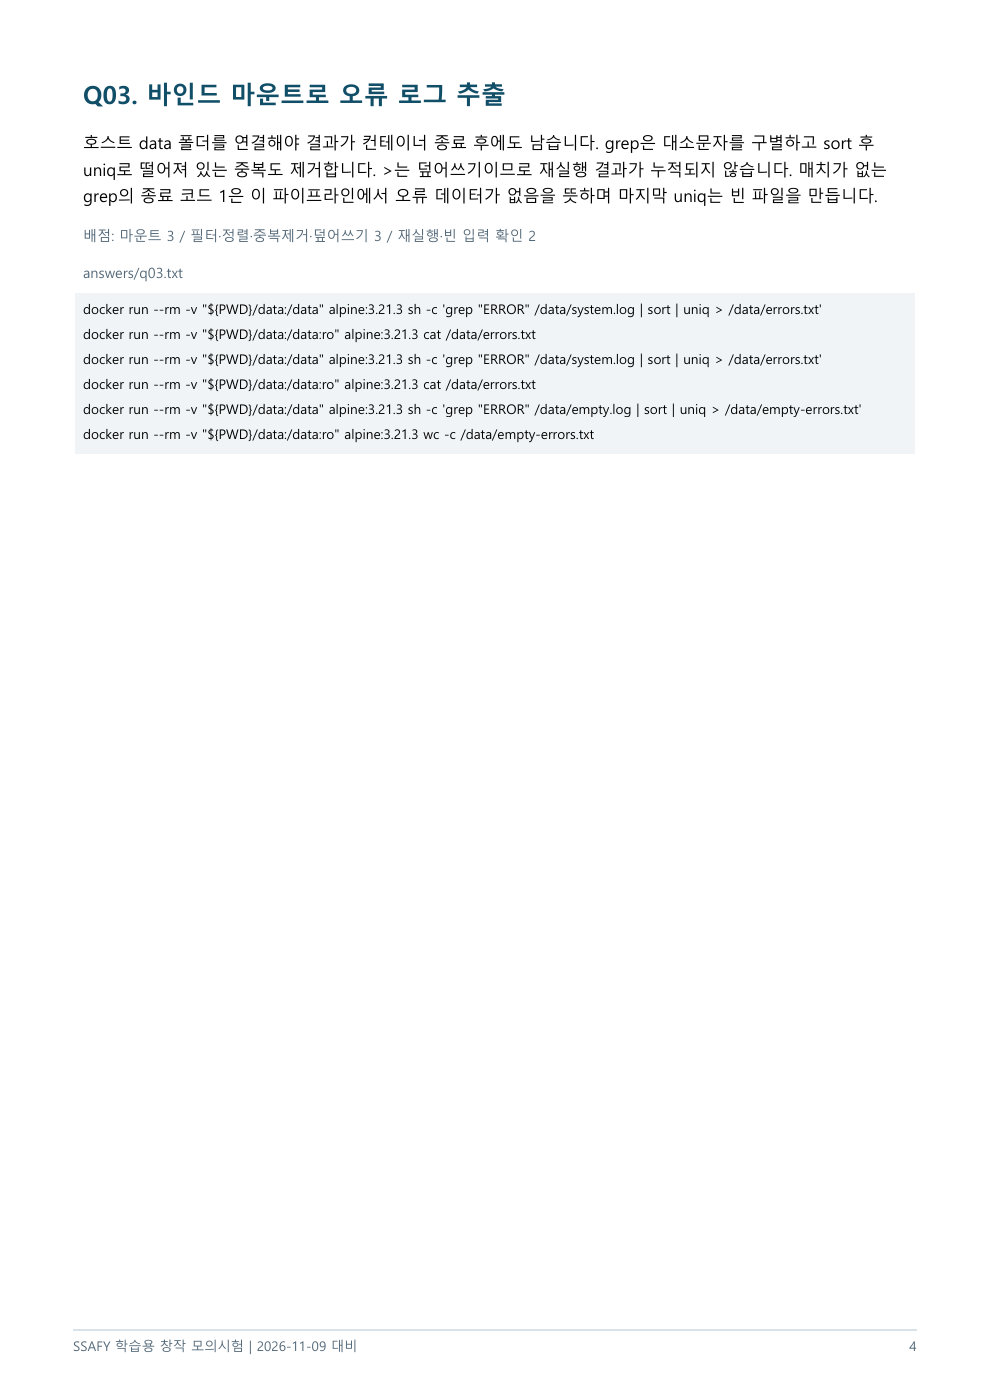 Q03. 바인드 마운트로 오류 로그 추출
호스트 data 폴더를 연결해야 결과가 컨테이너 종료 후에도 남습니다. grep은 대소문자를 구별하고 sort 후
uniq로 떨어져 있는 중복도 제거합니다. >는 덮어쓰기이므로 재실행 결과가 누적되지 않습니다. 매치가 없는
grep의 종료 코드 1은 이 파이프라인에서 오류 데이터가 없음을 뜻하며 마지막 uniq는 빈 파일을 만듭니다.
배점: 마운트 3 / 필터·정렬·중복제거·덮어쓰기 3 / 재실행·빈 입력 확인 2
answers/q03.txt
docker run --rm -v "${PWD}/data:/data" alpine:3.21.3 sh -c 'grep "ERROR" /data/system.log | sort | uniq > /data/errors.txt'
docker run --rm -v "${PWD}/data:/data:ro" alpine:3.21.3 cat /data/errors.txt
docker run --rm -v "${PWD}/data:/data" alpine:3.21.3 sh -c 'grep "ERROR" /data/system.log | sort | uniq > /data/errors.txt'
docker run --rm -v "${PWD}/data:/data:ro" alpine:3.21.3 cat /data/errors.txt
docker run --rm -v "${PWD}/data:/data" alpine:3.21.3 sh -c 'grep "ERROR" /data/empty.log | sort | uniq > /data/empty-errors.txt'
docker run --rm -v "${PWD}/data:/data:ro" alpine:3.21.3 wc -c /data/empty-errors.txt
SSAFY 학습용 창작 모의시험 | 2026-11-09 대비
4